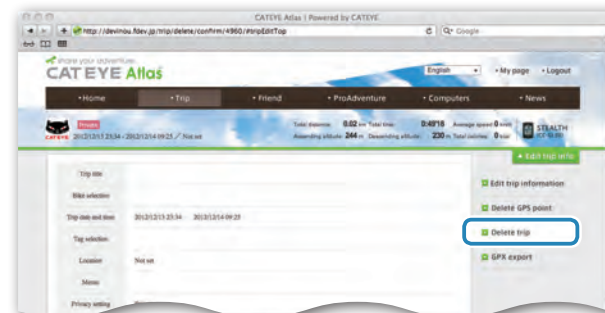 CATEYE Atlas | Powered by CATEYE
http://devinou.fdev.jp/trip/delete/confirm/4960/#tripEditTop
Google
share your adventure
CATEYE Atlas
English
My page
Logout
Home
Trip
Friend
ProAdventure
Computers
News
Private
CATEYE
2012/12/13 23:34 - 2012/12/14 09:25 / Not set
Total distance 0.02 km Total time 0:49'16 Average speed 0 km/h
Ascending altitude 244 m Descending altitude 230 m Total calories 0 kcal
STEALTH
Edit trip info
Trip title
Bike selection
Trip date and time 2012/12/13 23:34 2012/12/14 09:25
Tag selection
Location Not set
Memo
Privacy setting
Edit trip information
Delete GPS point
Delete trip
GPX export